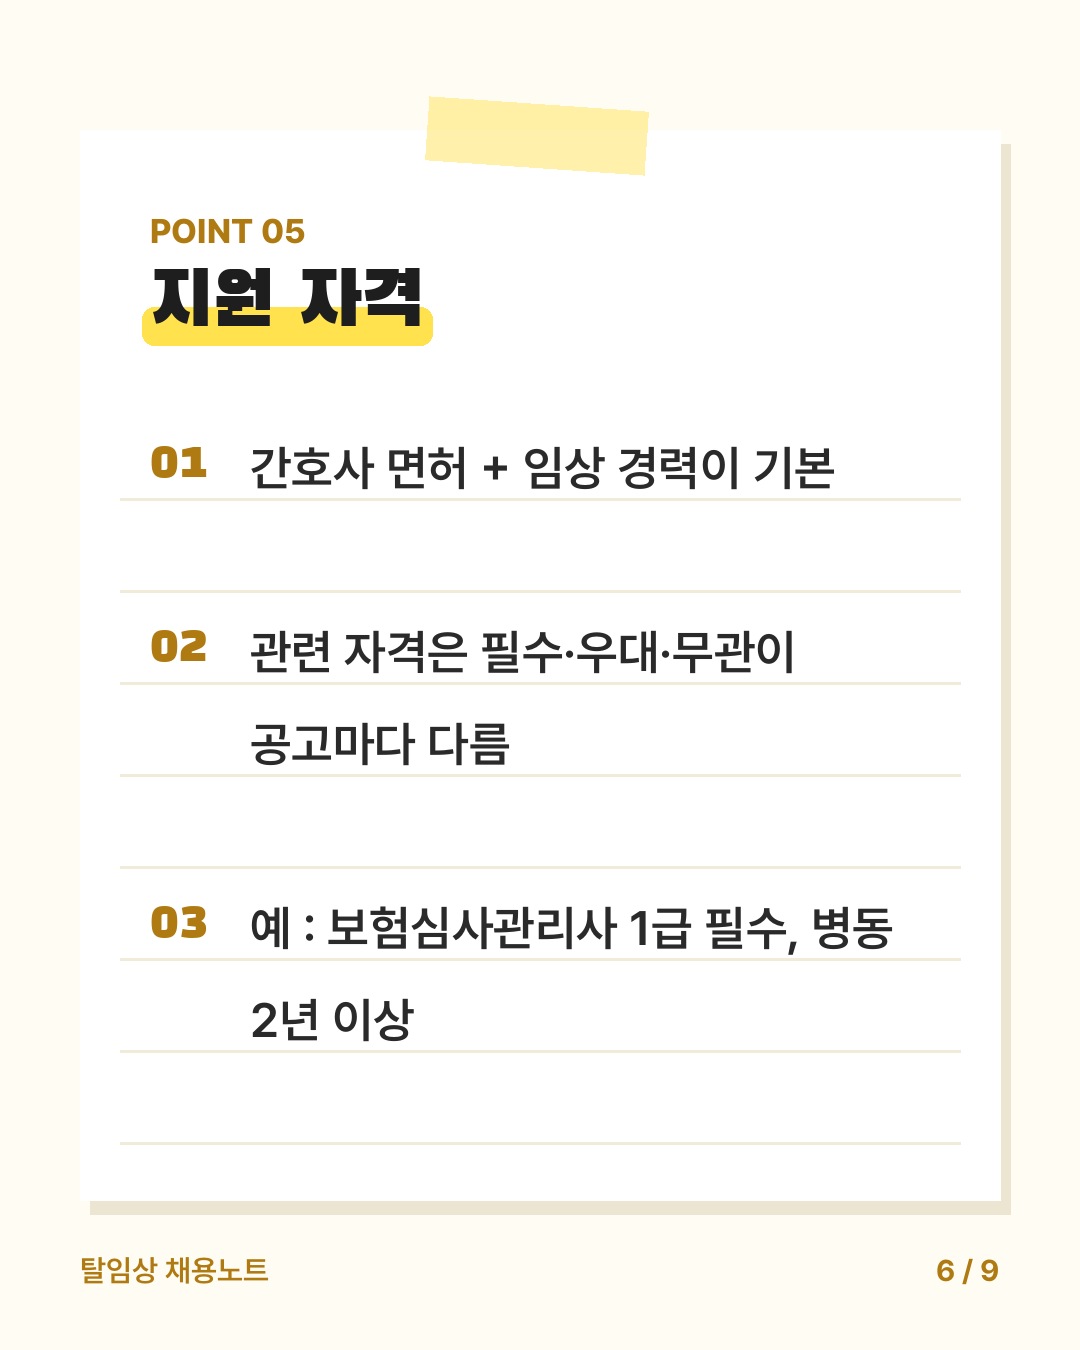 POINT 05
지원 자격
01 간호사 면허 + 임상 경력이 기본
02 관련 자격은 필수·우대·무관이
공고마다 다름
03 예 : 보험심사관리사 1급 필수, 병동
2년 이상
탈임상 채용노트
6 / 9